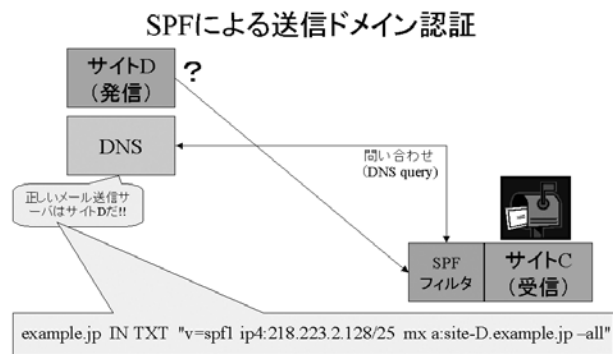 SPFによる送信ドメイン認証
サイトD
(発信)
?
DNS
問い合わせ
(DNS query)
正しいメール送信サ
ーバはサイトDだ!!
SPF
フィルタ
サイトC
(受信)
example.jp IN TXT "v=spf1 ip4:218.223.2.128/25 mx a:site-D.example.jp –all"